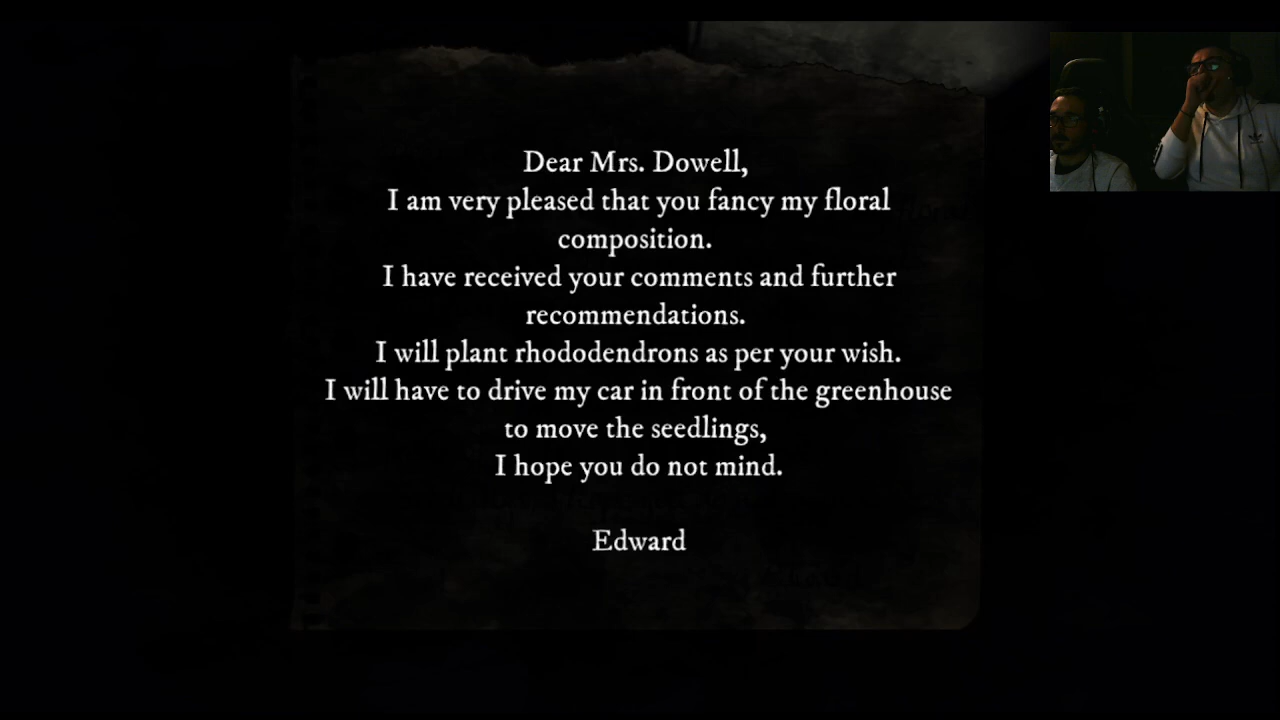 Dear Mrs. Dowell,
I am very pleased that you fancy my floral
composition.
I have received your comments and further
recommendations.
I will plant rhododendrons as per your wish.
I will have to drive my car in front of the greenhouse
to move the seedlings,
I hope you do not mind.
Edward